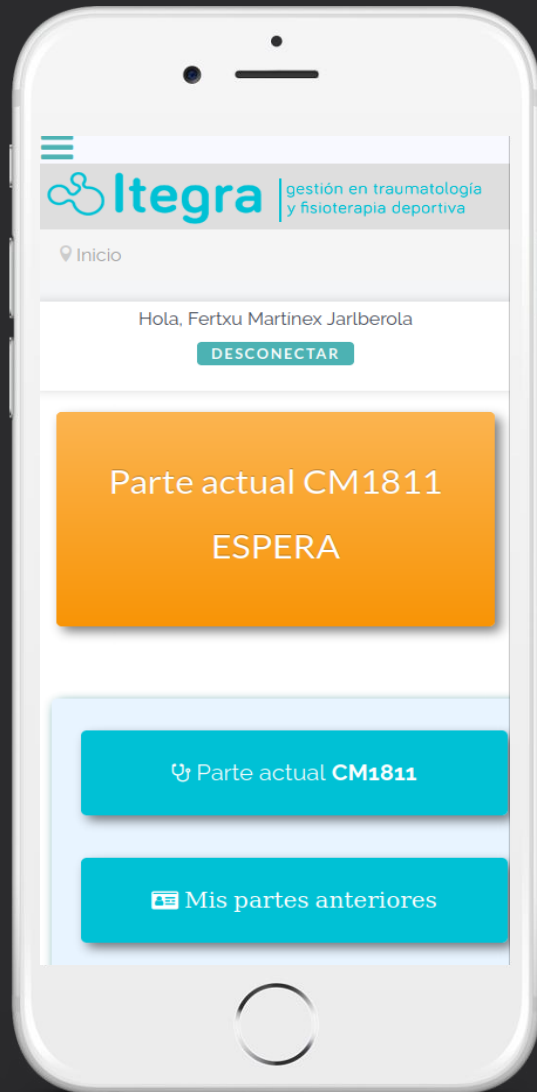 Itegra
gestión en traumatología
y fisioterapia deportiva
Inicio
Hola, Fertxu Martinex Jarlberola
DESCONECTAR
Parte actual CM1811
ESPERA
Parte actual CM1811
Mis partes anteriores